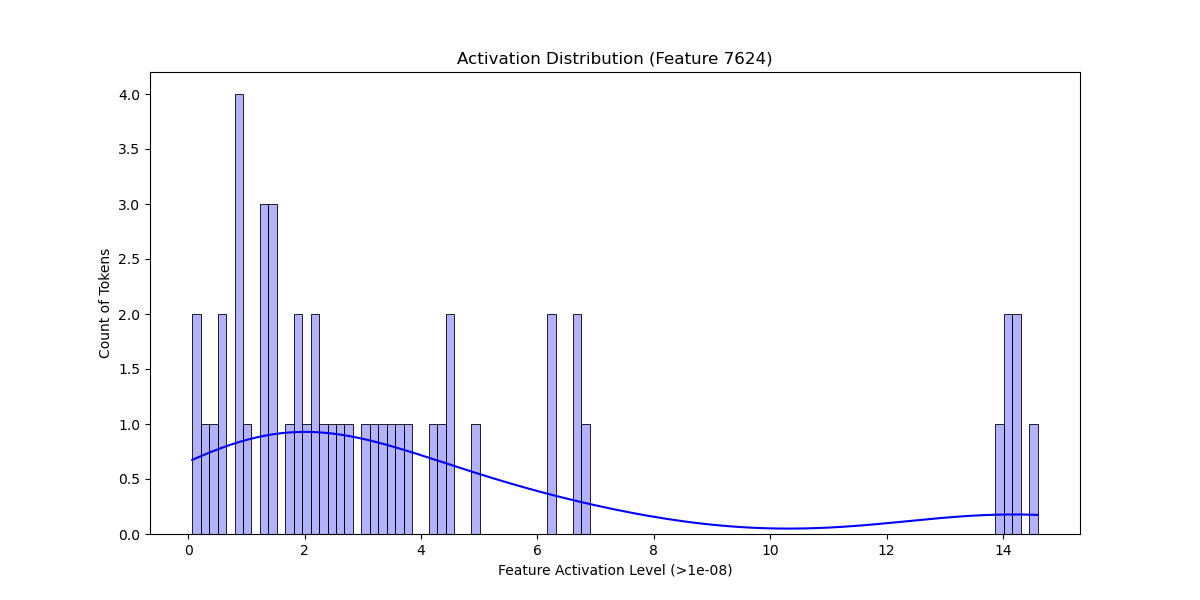 Activation Distribution (Feature 7624)
4.0
3.5
3.0
2.5
2.0
1.5
1.0
0.5
0.0
Count of Tokens
0 2 4 6 8 10 12 14
Feature Activation Level (>1e-08)